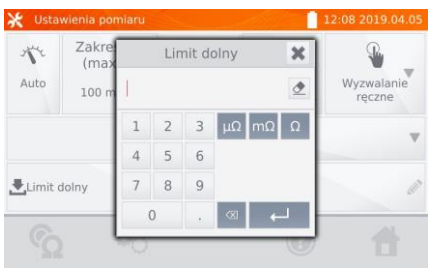 Ustawienia pomiaru 12:08 2019.04.05
Auto
Zakre
(max
100 m
Limit dolny
Wyzwalanie
ręczne
1 2 3 µΩ mΩ Ω
4 5 6
7 8 9
0 .
Limit dolny